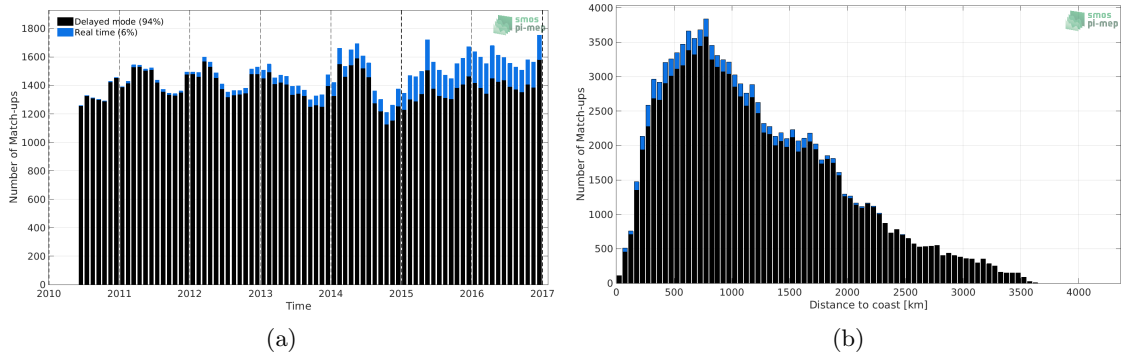 Delayed mode (94%)
Real time (6%)
smos
pi-mep
Number of Match-ups
1800
1600
1400
1200
1000
800
600
400
200
0
2010 2011 2012 2013 2014 2015 2016 2017
Time
(a)
smos
pi-mep
Number of Match-ups
4000
3500
3000
2500
2000
1500
1000
500
0
0 500 1000 1500 2000 2500 3000 3500 4000
Distance to coast [km]
(b)